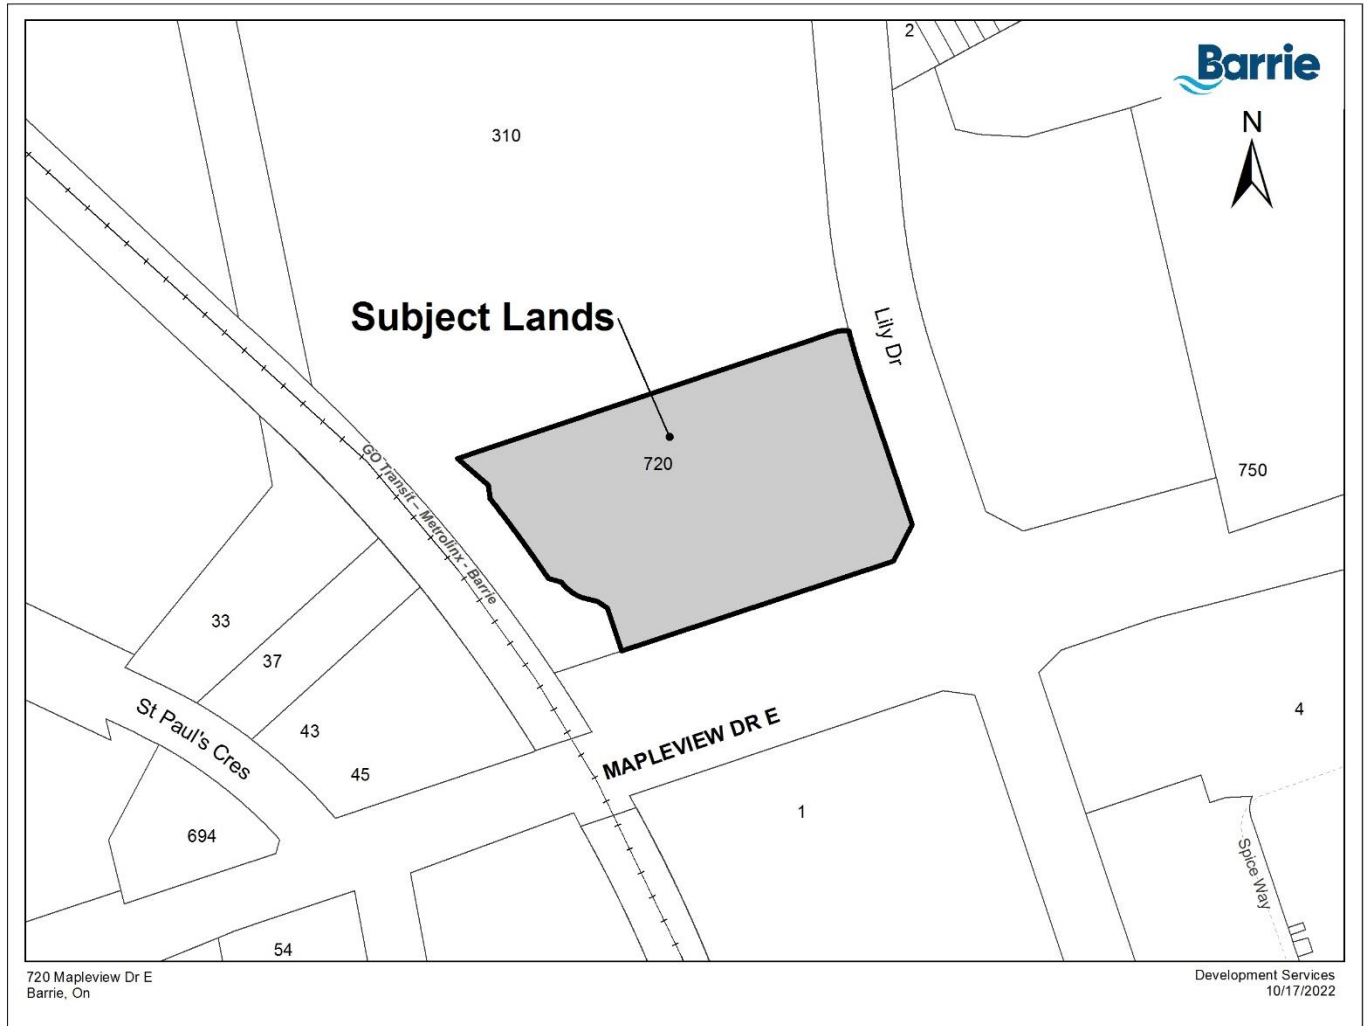 2
Barrie
310
N
Subject Lands
Lily Dr
720
GO Transit – Metrolinx - Barrie
750
33
37
43
45
St Paul's Cres
MAPLEVIEW DR E
4
1
694
Spice Way
54
720 Mapleview Dr E
Barrie, On
Development Services
10/17/2022